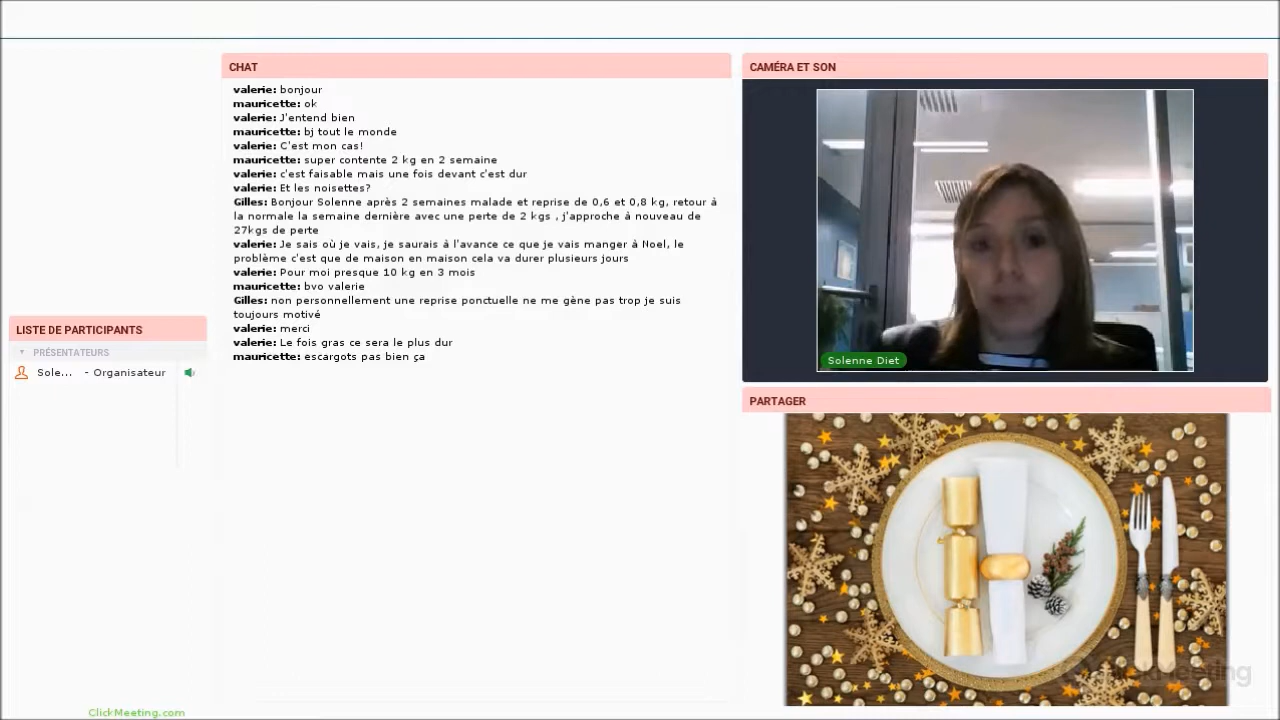 CHAT
valerie: bonjour
mauricette: ok
valerie: J'entend bien
mauricette: bj tout le monde
valerie: C'est mon cas!
mauricette: super contente 2 kg en 2 semaine
valerie: c'est faisable mais une fois devant c'est dur
valerie: Et les noisettes?
Gilles: Bonjour Solenne après 2 semaines malade et reprise de 0,6 et 0,8 kg, retour à
la normale la semaine dernière avec une perte de 2 kgs , j'approche à nouveau de
27kgs de perte
valerie: Je sais où je vais, je saurais à l'avance ce que je vais manger à Noel, le
problème c'est que de maison en maison cela va durer plusieurs jours
valerie: Pour moi presque 10 kg en 3 mois
mauricette: bvo valerie
Gilles: non personnellement une reprise ponctuelle ne me gène pas trop je suis
toujours motivé
valerie: merci
valerie: Le fois gras ce sera le plus dur
mauricette: escargots pas bien ça
LISTE DE PARTICIPANTS
PRÉSENTATEURS
Sole... - Organisateur
CAMÉRA ET SON
Solenne Diet
PARTAGER
ClickMeeting
ClickMeeting.com